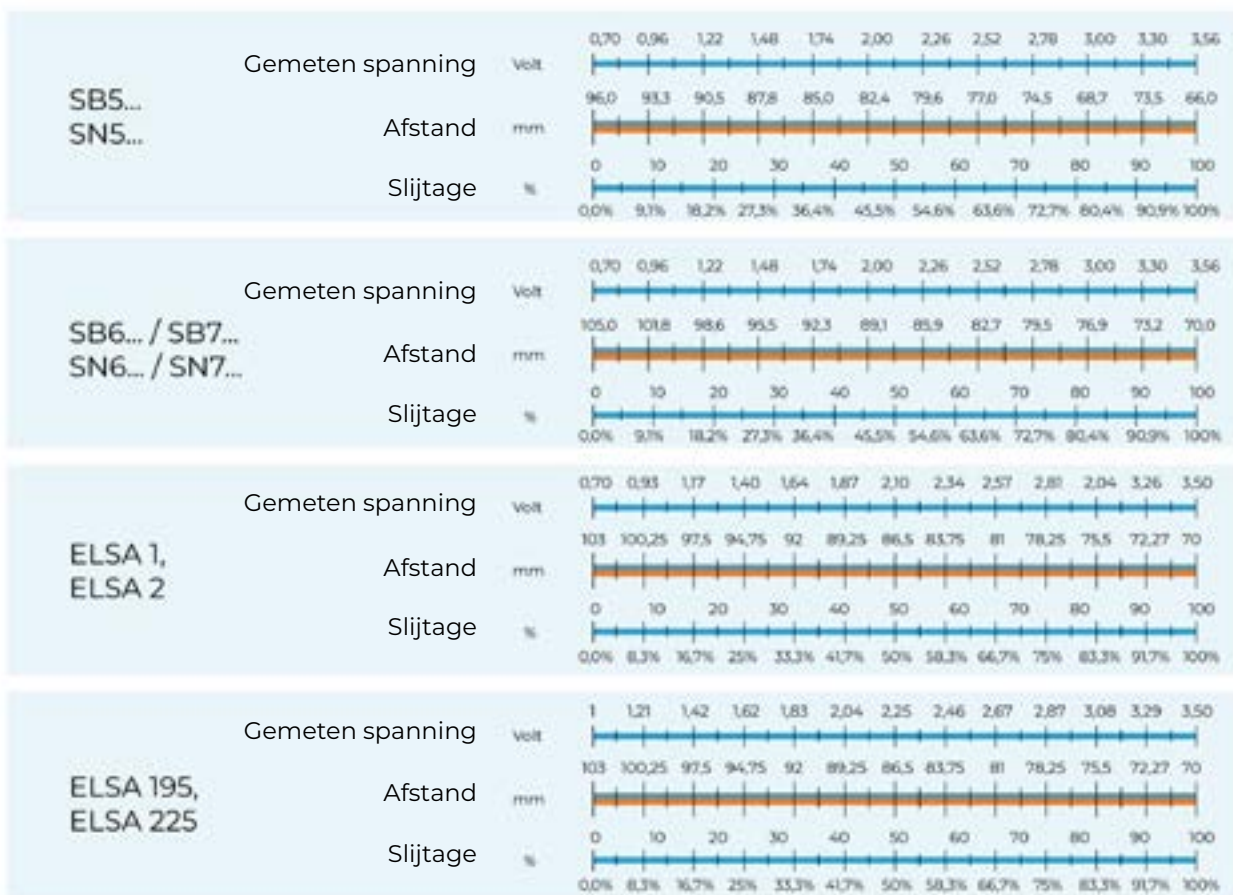 Gemeten spanning Volt 0,70 0,96 1,22 1,48 1,74 2,00 2,26 2,52 2,78 3,00 3,30 3,56
SB5...
SN5...
Afstand mm 96,0 93,3 90,5 87,8 85,0 82,4 79,6 77,0 74,5 68,7 73,5 66,0
0 10 20 30 40 50 60 70 80 90 100
Slijtage %
0,0% 9,1% 18,2% 27,3% 36,4% 45,5% 54,6% 63,6% 72,7% 80,4% 90,9% 100%
Gemeten spanning Volt 0,70 0,96 1,22 1,48 1,74 2,00 2,26 2,52 2,78 3,00 3,30 3,56
SB6... / SB7...
SN6... / SN7...
Afstand mm 105,0 101,8 98,6 95,5 92,3 89,1 85,9 82,7 79,5 76,9 73,2 70,0
0 10 20 30 40 50 60 70 80 90 100
Slijtage %
0,0% 9,1% 18,2% 27,3% 36,4% 45,5% 54,6% 63,6% 72,7% 80,4% 90,9% 100%
Gemeten spanning Volt 0,70 0,93 1,17 1,40 1,64 1,87 2,10 2,34 2,57 2,81 2,04 3,26 3,50
ELSA 1,
ELSA 2
Afstand mm 103 100,25 97,5 94,75 92 89,25 86,5 83,75 81 78,25 75,5 72,27 70
0 10 20 30 40 50 60 70 80 90 100
Slijtage %
0,0% 8,3% 16,7% 25% 33,3% 41,7% 50% 58,3% 66,7% 75% 83,3% 91,7% 100%
Gemeten spanning Volt 1 1,21 1,42 1,62 1,83 2,04 2,25 2,46 2,67 2,87 3,08 3,29 3,50
ELSA 195,
ELSA 225
Afstand mm 103 100,25 97,5 94,75 92 89,25 86,5 83,75 81 78,25 75,5 72,27 70
0 10 20 30 40 50 60 70 80 90 100
Slijtage %
0,0% 8,3% 16,7% 25% 33,3% 41,7% 50% 58,3% 66,7% 75% 83,3% 91,7% 100%